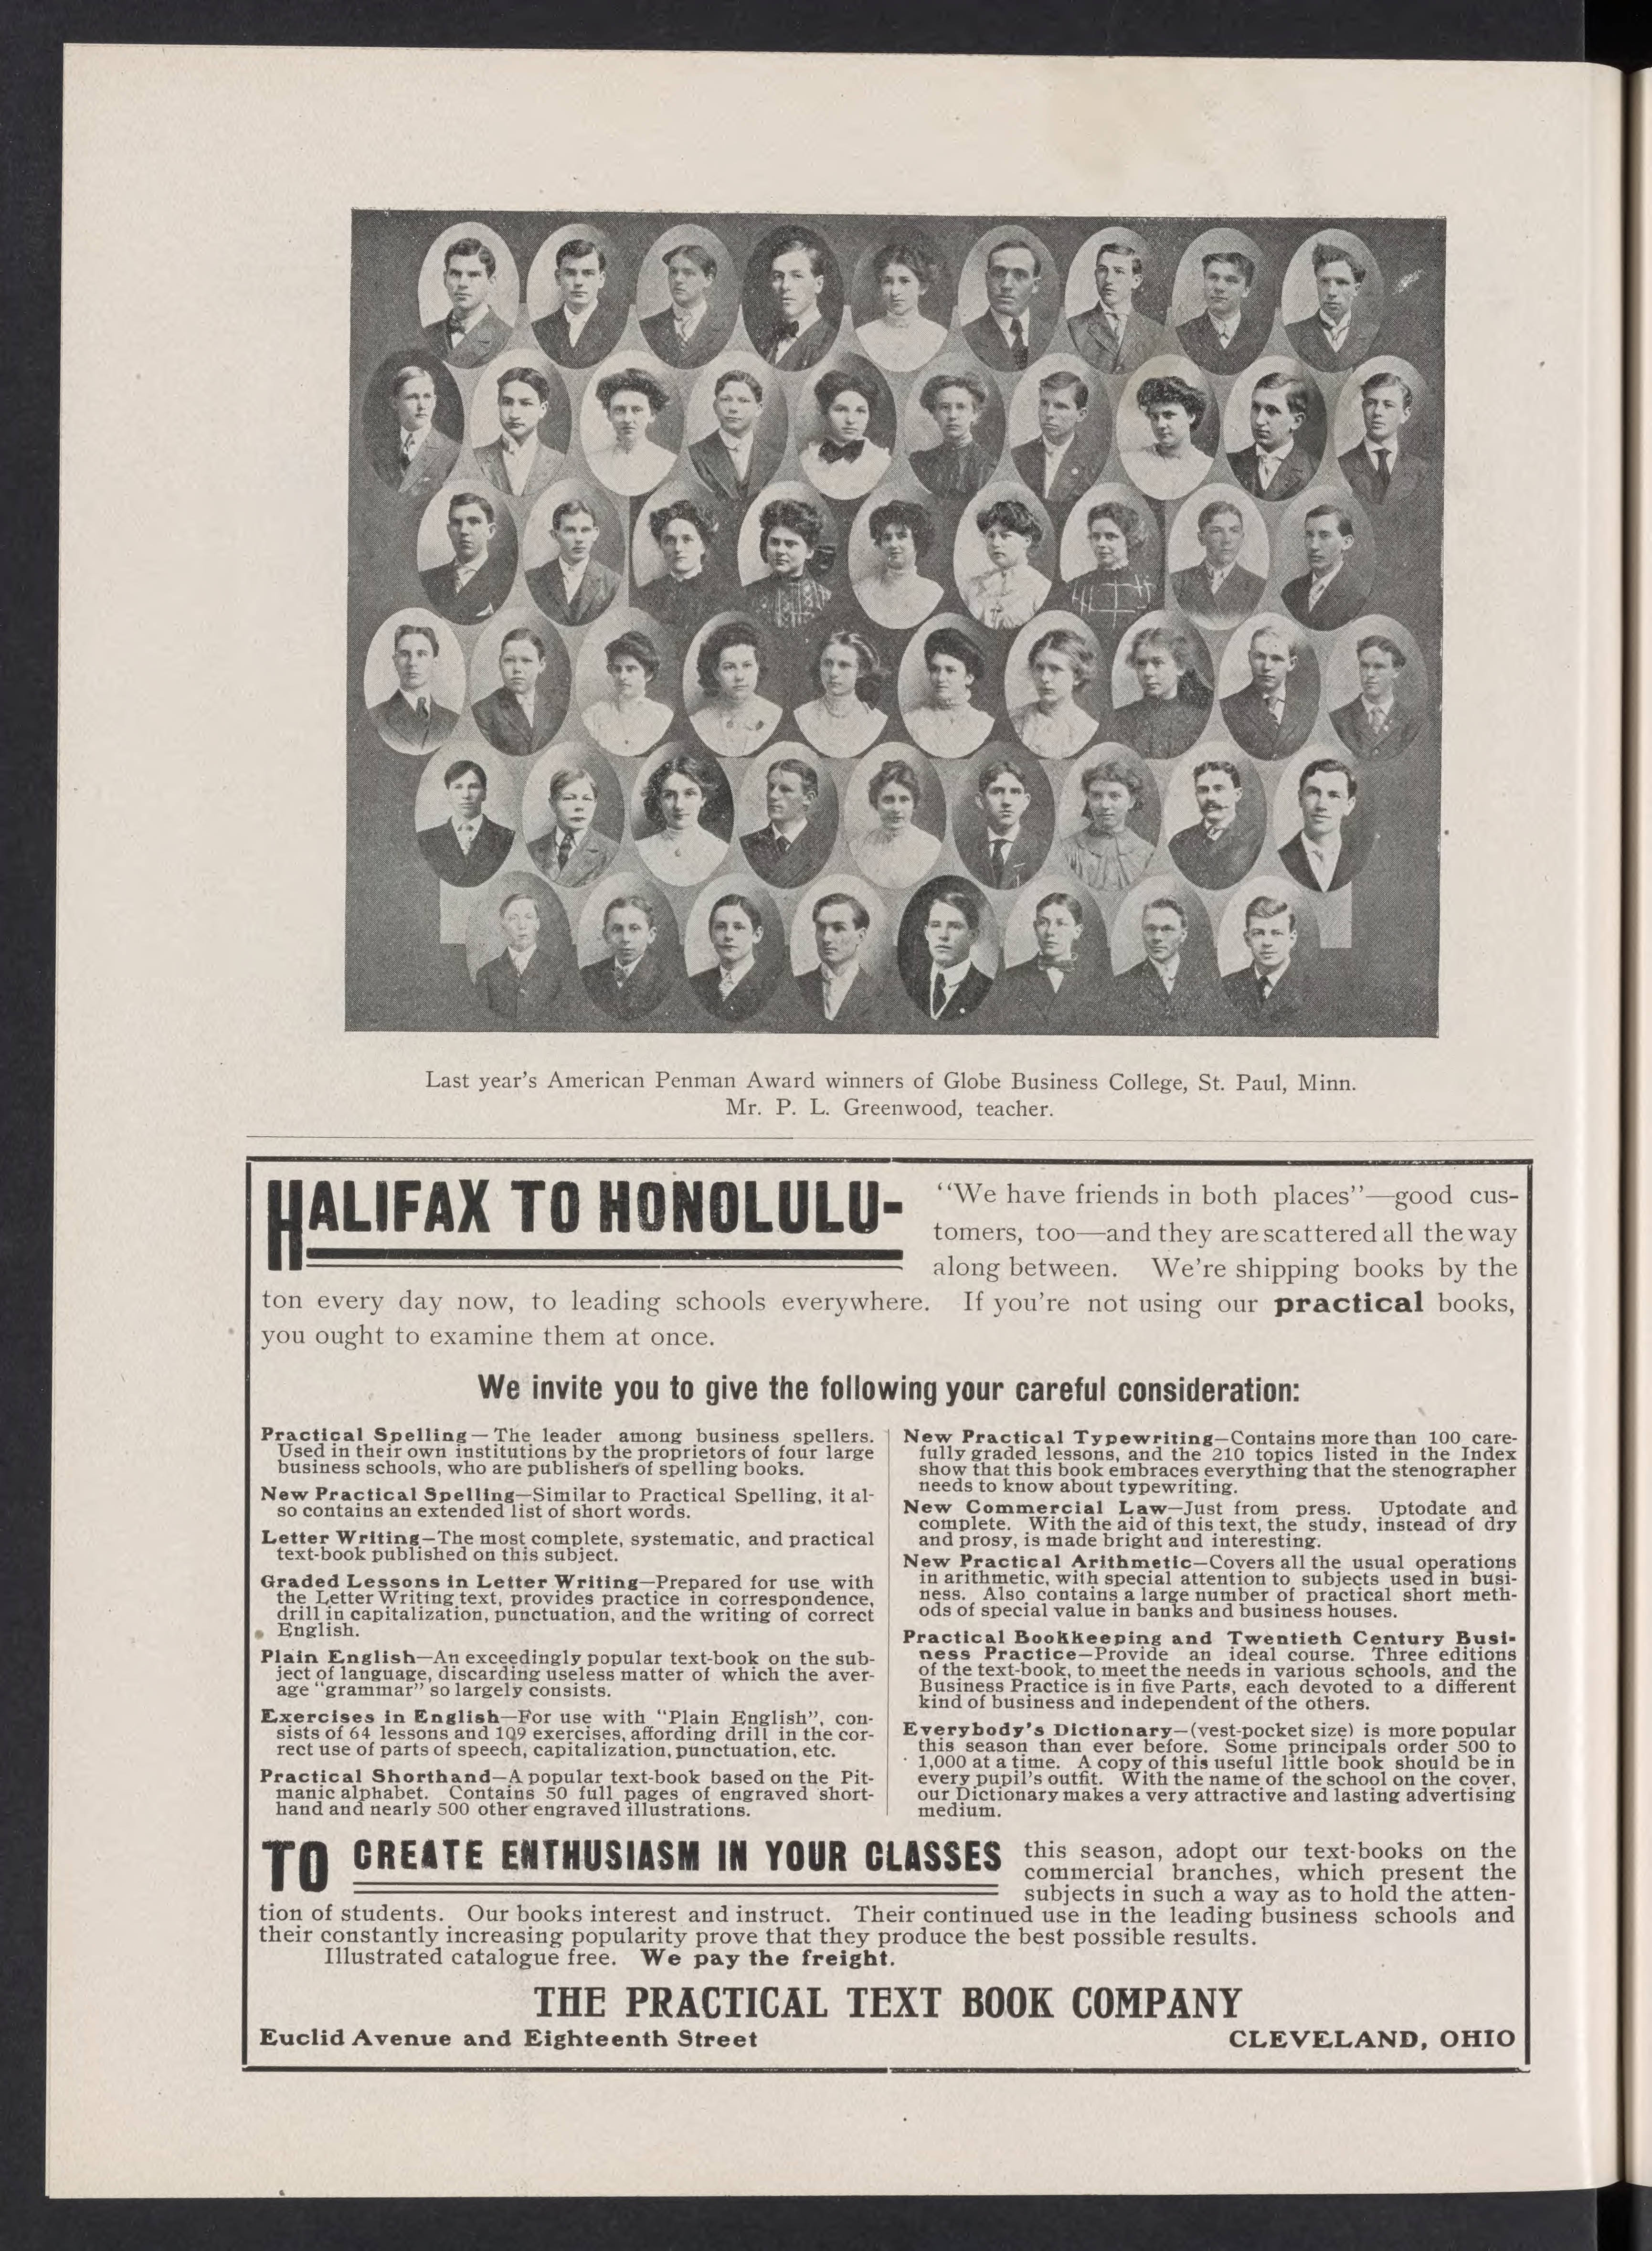 Last year's American Penman Award winners of Globe Business College, St. Paul, Minn.
Mr. P. L. Greenwood, teacher.
HALIFAX TO HONOLULU-
“We have friends in both places”—good cus-
tomers, too—and they are scattered all the way
along between. We're shipping books by the
ton every day now, to leading schools everywhere. If you're not using our practical books,
you ought to examine them at once.
We invite you to give the following your careful consideration:
Practical Spelling—The leader among business spellers.
Used in their own institutions by the proprietors of four large
business schools, who are publishers of spelling books.
New Practical Spelling—Similar to Practical Spelling, it al-
so contains an extended list of short words.
Letter Writing—The most complete, systematic, and practical
text-book published on this subject.
Graded Lessons in Letter Writing—Prepared for use with
the Letter Writing text, provides practice in correspondence,
drill in capitalization, punctuation, and the writing of correct
English.
Plain English—An exceedingly popular text-book on the sub-
ject of language, discarding useless matter of which the aver-
age “grammar” so largely consists.
Exercises in English—For use with “Plain English”, con-
sists of 64 lessons and 109 exercises, affording drill in the cor-
rect use of parts of speech, capitalization, punctuation, etc.
Practical Shorthand—A popular text-book based on the Pit-
manic alphabet. Contains 50 full pages of engraved short-
hand and nearly 500 other engraved illustrations.
New Practical Typewriting—Contains more than 100 care-
fully graded lessons, and the 210 topics listed in the Index
show that this book embraces everything that the stenographer
needs to know about typewriting.
New Commercial Law—Just from press. Uptodate and
complete. With the aid of this text, the study, instead of dry
and prosy, is made bright and interesting.
New Practical Arithmetic—Covers all the usual operations
in arithmetic, with special attention to subjects used in busi-
ness. Also contains a large number of practical short meth-
ods of special value in banks and business houses.
Practical Bookkeeping and Twentieth Century Busi-
ness Practice—Provide an ideal course. Three editions
of the text-book, to meet the needs in various schools, and the
Business Practice is in five Parts, each devoted to a different
kind of business and independent of the others.
Everybody's Dictionary—(vest-pocket size) is more popular
this season than ever before. Some principals order 500 to
1,000 at a time. A copy of this useful little book should be in
every pupil's outfit. With the name of the school on the cover,
our Dictionary makes a very attractive and lasting advertising
medium.
TO CREATE ENTHUSIASM IN YOUR CLASSES
this season, adopt our text-books on the
commercial branches, which present the
subjects in such a way as to hold the atten-
tion of students. Our books interest and instruct. Their continued use in the leading business schools and
their constantly increasing popularity prove that they produce the best possible results.
Illustrated catalogue free. We pay the freight.
THE PRACTICAL TEXT BOOK COMPANY
Euclid Avenue and Eighteenth Street CLEVELAND, OHIO